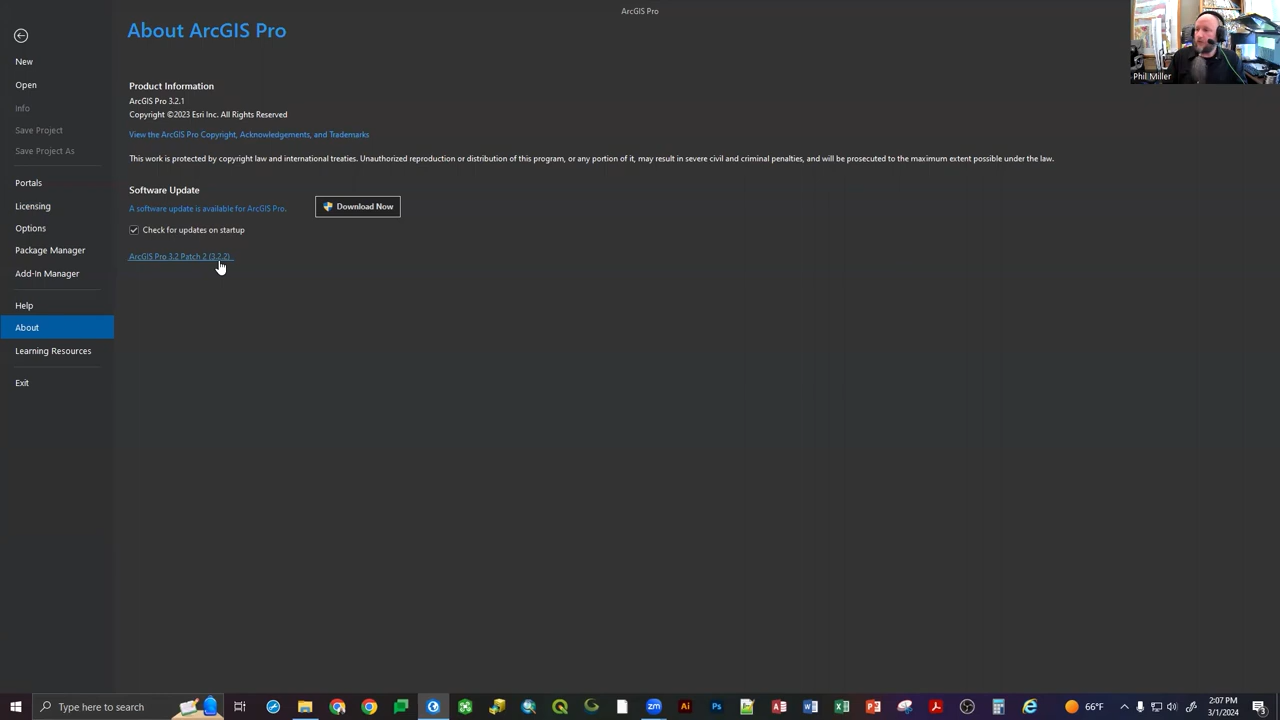 ArcGIS Pro
About ArcGIS Pro
Phil Miller
New
Open
Info
Save Project
Save Project As
Portals
Licensing
Options
Package Manager
Add-In Manager
Help
About
Learning Resources
Exit
Product Information
ArcGIS Pro 3.2.1
Copyright ©2023 Esri Inc. All Rights Reserved
View the ArcGIS Pro Copyright, Acknowledgements, and Trademarks
This work is protected by copyright law and international treaties. Unauthorized reproduction or distribution of this program, or any portion of it, may result in severe civil and criminal penalties, and will be prosecuted to the maximum extent possible under the law.
Software Update
A software update is available for ArcGIS Pro.
Download Now
Check for updates on startup
ArcGIS Pro 3.2 Patch 2 (3.2.2)
Type here to search
66°F
2:07 PM
3/1/2024